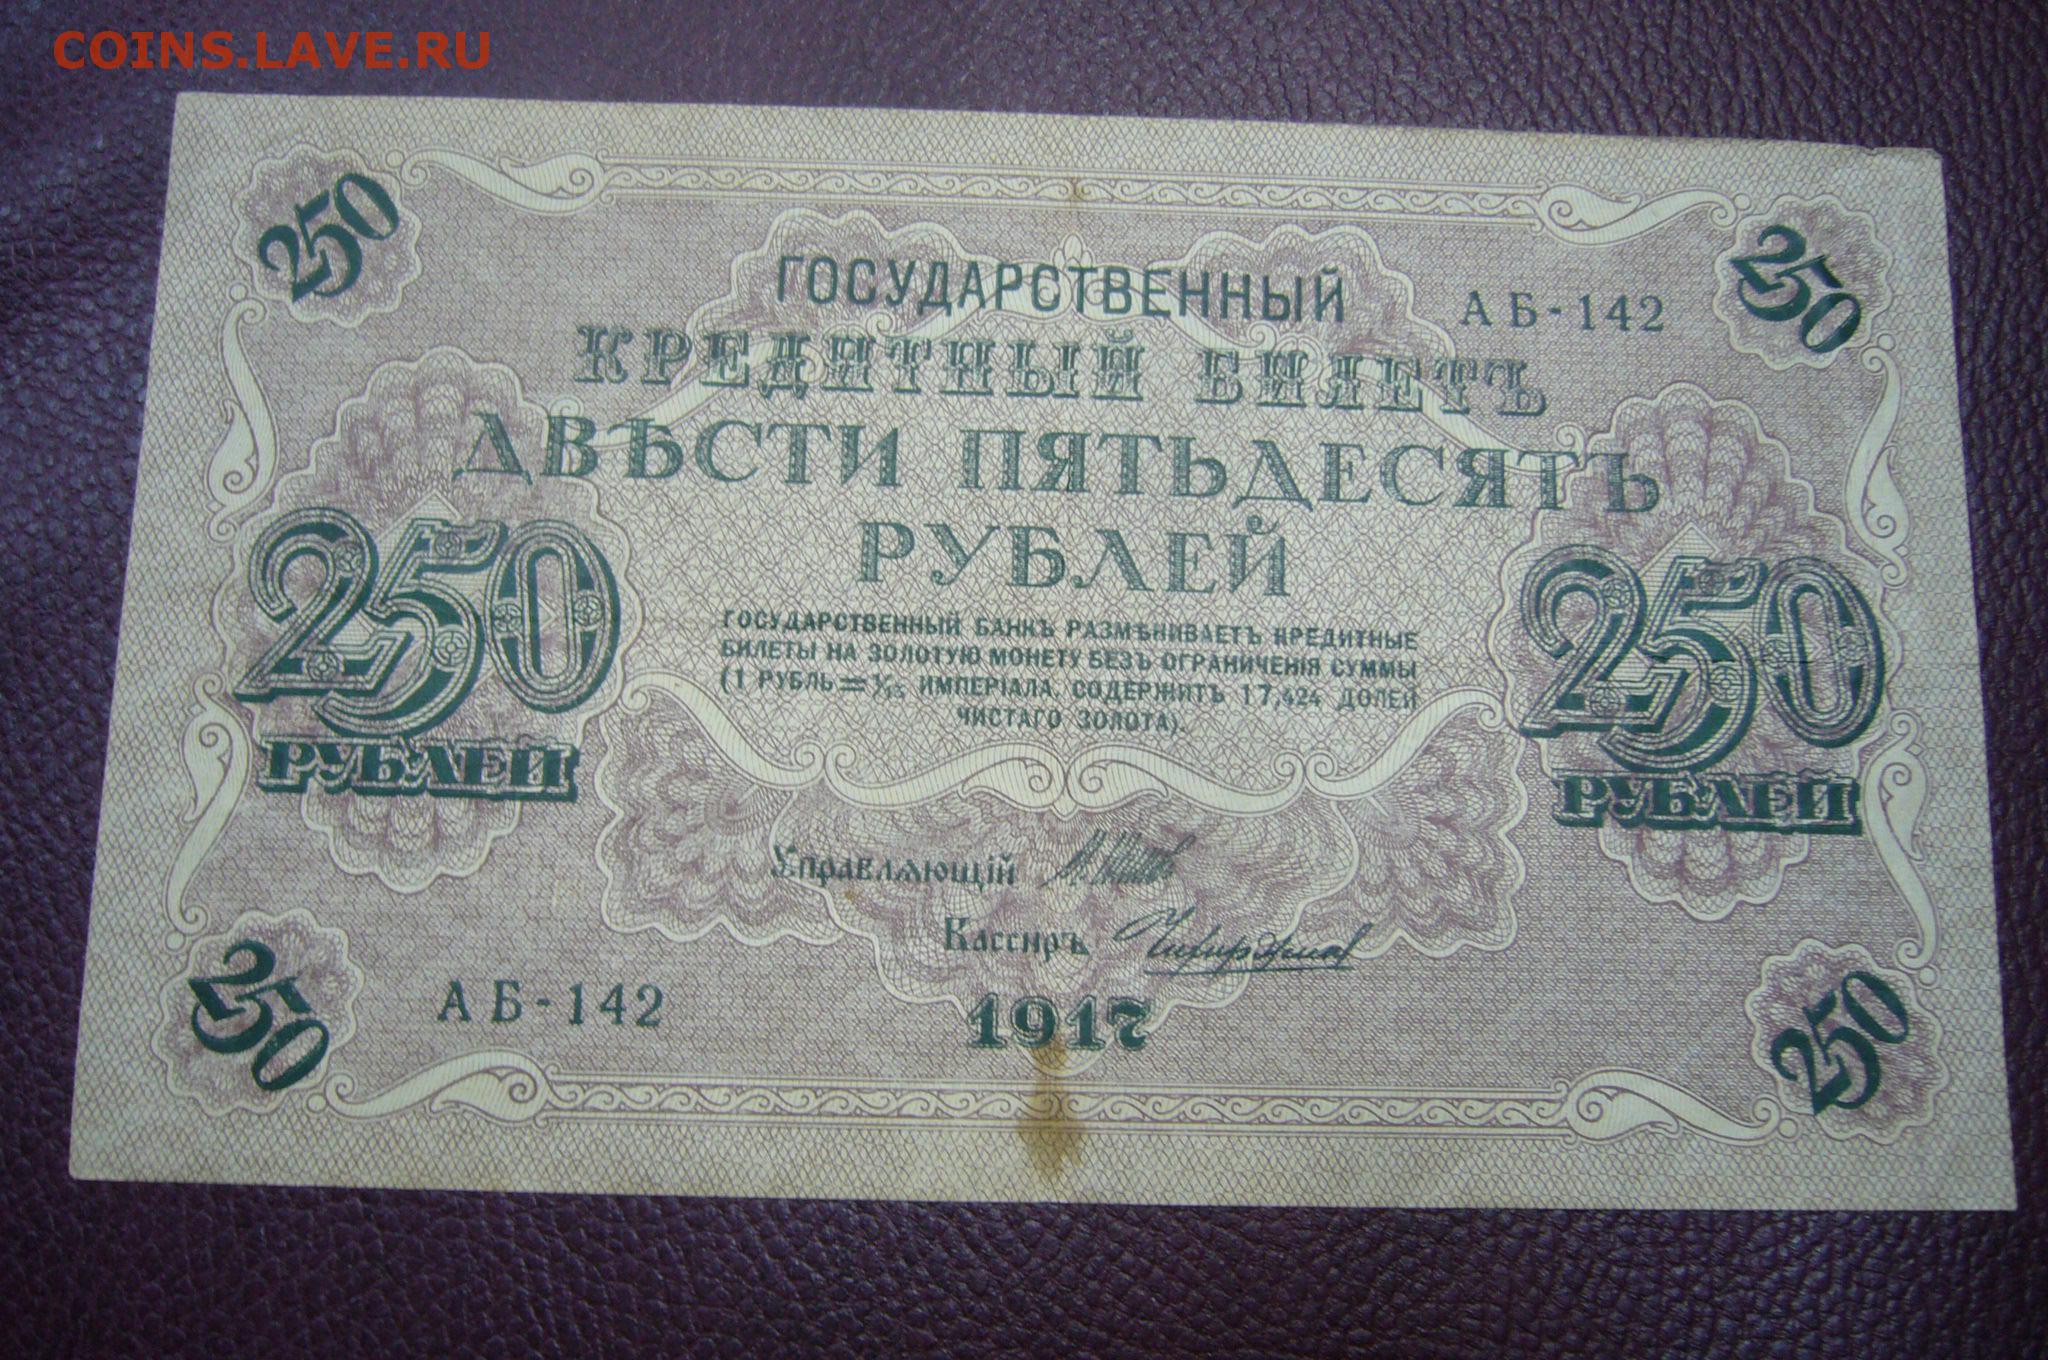 COINS.LAVE.RU
250
250
ГОСУДАРСТВЕННЫЙ
АБ-142
КРЕДИТНЫЙ БИЛЕТЪ
ДВѢСТИ ПЯТЬДЕСЯТЪ
РУБЛЕЙ
250
РУБЛЕЙ
250
РУБЛЕЙ
ГОСУДАРСТВЕННЫЙ БАНКЪ РАЗМѢНИВАЕТЪ КРЕДИТНЫЕ
БИЛЕТЫ НА ЗОЛОТУЮ МОНЕТУ БЕЗЪ ОГРАНИЧЕНІЯ СУММЫ
(1 РУБЛЬ = 1/15 ИМПЕРІАЛА, СОДЕРЖИТЪ 17,424 ДОЛЕЙ
ЧИСТАГО ЗОЛОТА).
Управляющій
Кассиръ
АБ-142
1917
250
250